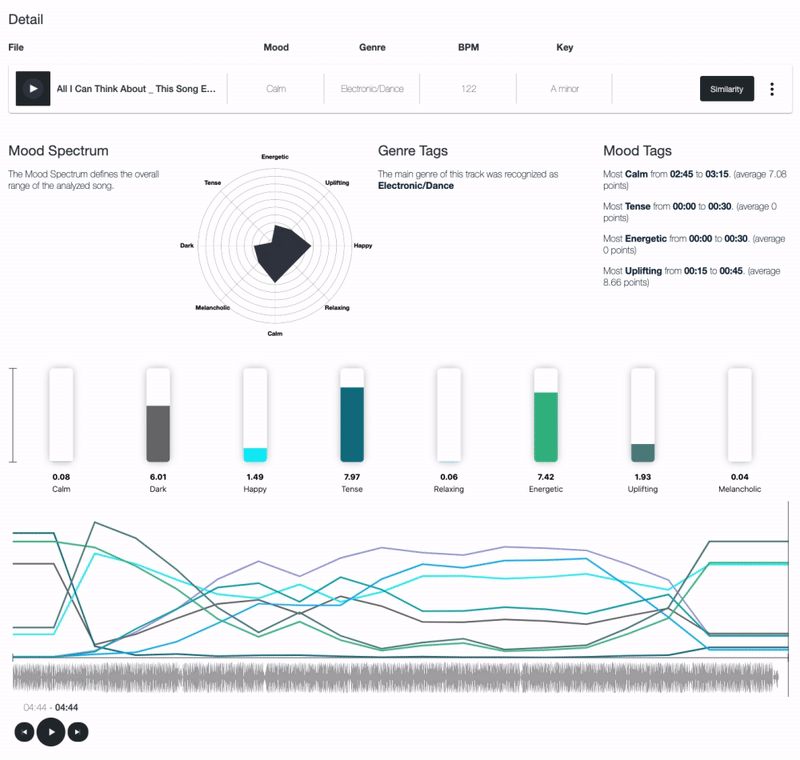 Detail
File Mood Genre BPM Key
All I Can Think About _ This Song E... Calm Electronic/Dance 122 A minor Similarity
Mood Spectrum
The Mood Spectrum defines the overall
range of the analyzed song.
Energetic
Tense Uplifting
Dark Happy
Melancholic Relaxing
Calm
Genre Tags
The main genre of this track was recognized as
Electronic/Dance
Mood Tags
Most Calm from 02:45 to 03:15. (average 7.08
points)
Most Tense from 00:00 to 00:30. (average 0
points)
Most Energetic from 00:00 to 00:30. (average
0 points)
Most Uplifting from 00:15 to 00:45. (average
8.66 points)
0.08 6.01 1.49 7.97 0.06 7.42 1.93 0.04
Calm Dark Happy Tense Relaxing Energetic Uplifting Melancholic
04:44 - 04:44